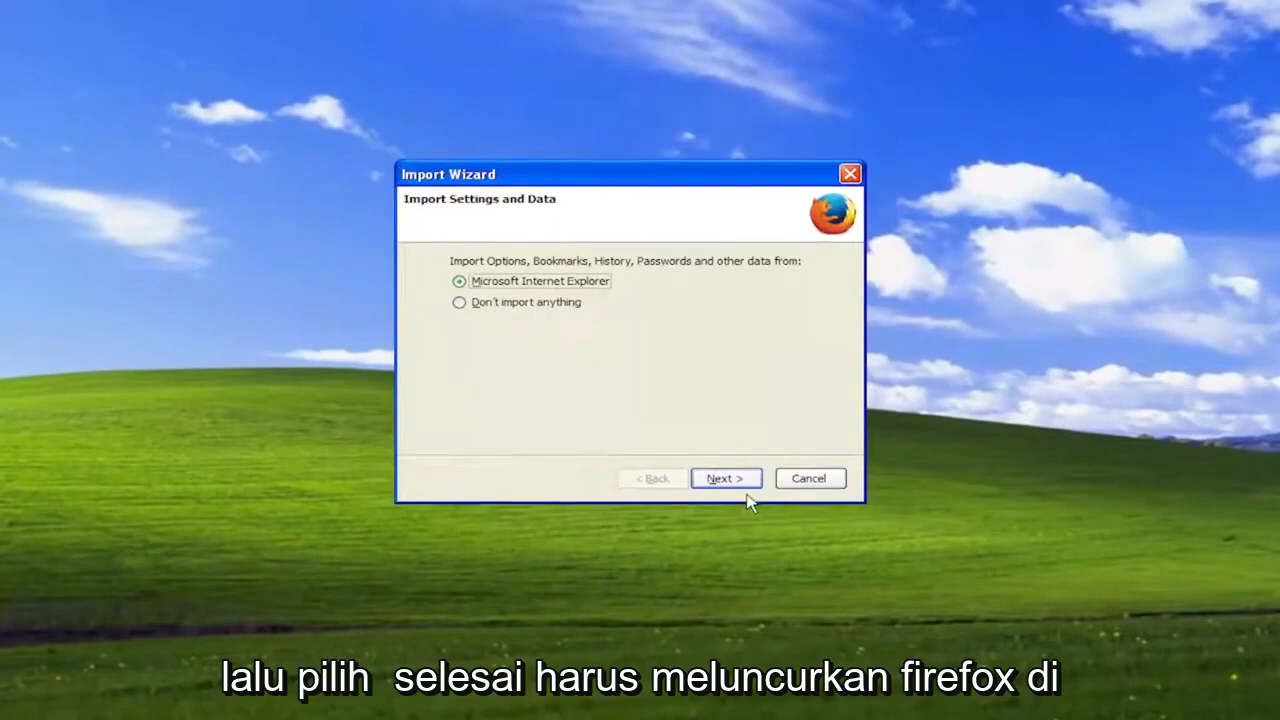 Import Wizard
Import Settings and Data
Import Options, Bookmarks, History, Passwords and other data from:
Microsoft Internet Explorer
Don't import anything
< Back
Next >
Cancel
lalu pilih  selesai harus meluncurkan firefox di